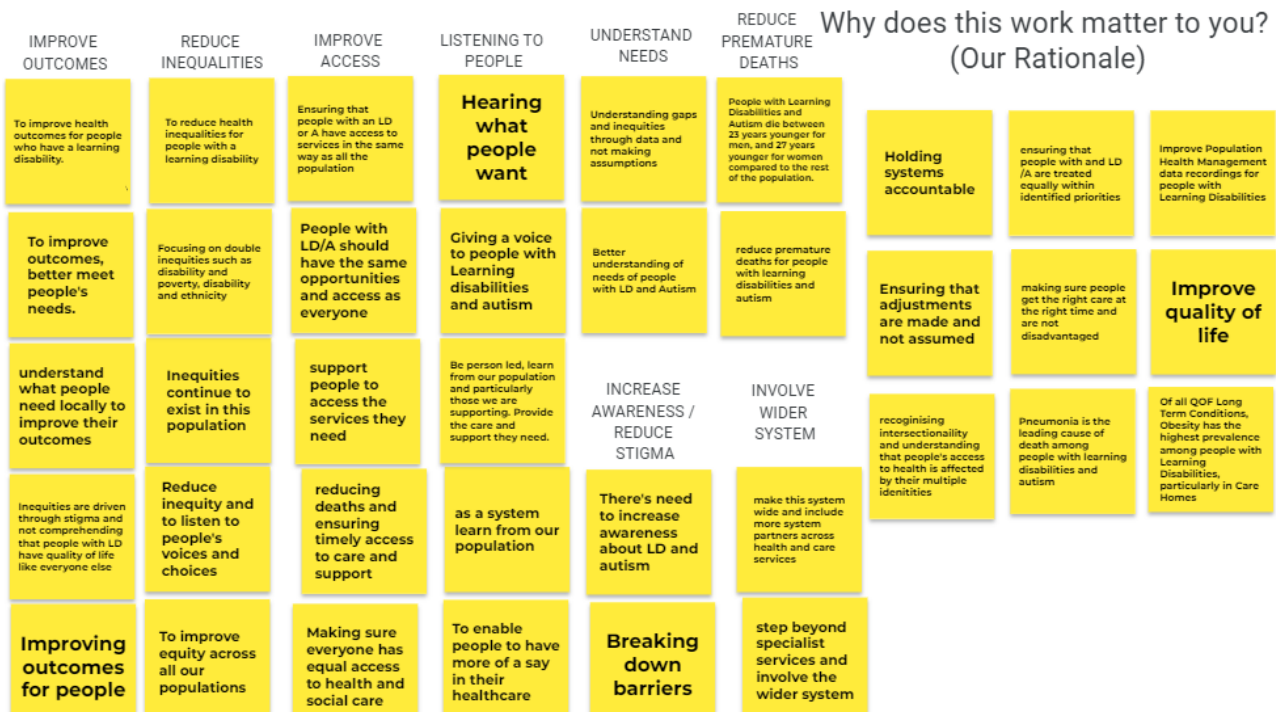 Why does this work matter to you?
(Our Rationale)
IMPROVE
OUTCOMES
To improve health
outcomes for people
who have a learning
disability.
To improve
outcomes,
better meet
people's
needs.
understand
what people
need locally to
improve their
outcomes
Inequities are driven
through stigma and
not comprehending
that people with LD
have quality of life
like everyone else
Improving
outcomes
for people
REDUCE
INEQUALITIES
To reduce health
inequalities for
people with a
learning disability
Focusing on double
inequities such as
disability and
poverty, disability
and ethnicity
Inequities
continue to
exist in this
population
Reduce
inequity and
to listen to
people's
voices and
choices
To improve
equity across
all our
populations
IMPROVE
ACCESS
Ensuring that
people with an LD
or A have access to
services in the same
way as all the
population
People with
LD/A should
have the same
opportunities
and access as
everyone
support
people to
access the
services they
need
reducing
deaths and
ensuring
timely access
to care and
support
Making sure
everyone has
equal access
to health and
social care
LISTENING TO
PEOPLE
Hearing
what
people
want
Giving a voice
to people with
Learning
disabilities
and autism
Be person led, learn
from our population
and particularly
those we are
supporting. Provide
the care and
support they need.
as a system
learn from our
population
To enable
people to have
more of a say
in their
healthcare
UNDERSTAND
NEEDS
Understanding gaps
and inequities
through data and
not making
assumptions
Better
understanding of
needs of people
with LD and Autism
REDUCE
PREMATURE
DEATHS
People with Learning
Disabilities and
Autism die between
23 years younger for
men, and 27 years
younger for women
compared to the rest
of the population.
reduce premature
deaths for people
with learning
disabilities and
autism
INCREASE
AWARENESS /
REDUCE
STIGMA
There's need
to increase
awareness
about LD and
autism
Breaking
down
barriers
INVOLVE
WIDER
SYSTEM
make this system
wide and include
more system
partners across
health and care
services
step beyond
specialist
services and
involve the
wider system
Holding
systems
accountable
ensuring that
people with and LD
/A are treated
equally within
identified priorities
Improve Population
Health Management
data recordings for
people with
Learning Disabilities
Ensuring that
adjustments
are made and
not assumed
making sure people
get the right care at
the right time and
are not
disadvantaged
Improve
quality of
life
recoginising
intersectionaility
and understanding
that people's access
to health is affected
by their multiple
idenitities
Pneumonia is the
leading cause of
death among
people with learning
disabilities and
autism
Of all QOF Long
Term Conditions,
Obesity has the
highest prevalence
among people with
Learning
Disabilities,
particularly in Care
Homes